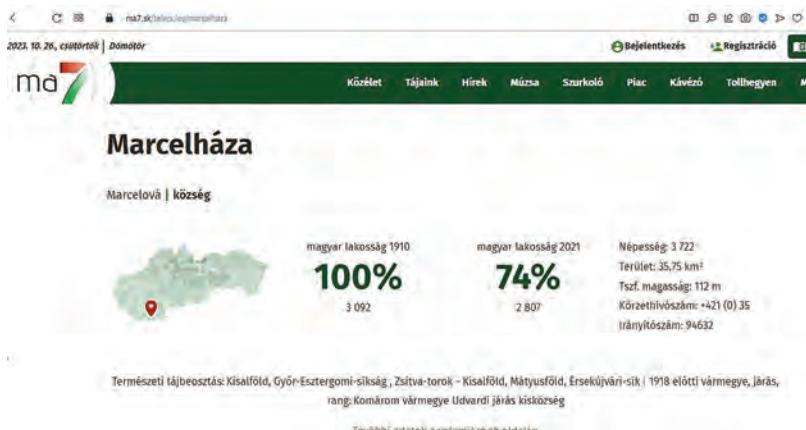 ma7.sk/telepules/marcelhaza
2023. 10. 26., csütörtök | Dömötör
Bejelentkezés
Regisztráció
ma7
Közélet Tájaink Hírek Múzsa Szurkoló Piac Kávézó Tollhegyen
Marcelháza
Marcelová | község
magyar lakosság 1910
100%
3 092
magyar lakosság 2021
74%
2 807
Népesség: 3 722
Terület: 35,75 km²
Tszf. magasság: 112 m
Körzethívószám: +421 (0) 35
Irányítószám: 94632
Természeti tájbeosztás: Kisalföld, Győr-Esztergomi-síkság , Zsitva-torok - Kisalföld, Mátyusföld, Érsekújvári-sík | 1918 előtti vármegye, járás,
rang: Komárom vármegye Udvardi járás kisközség